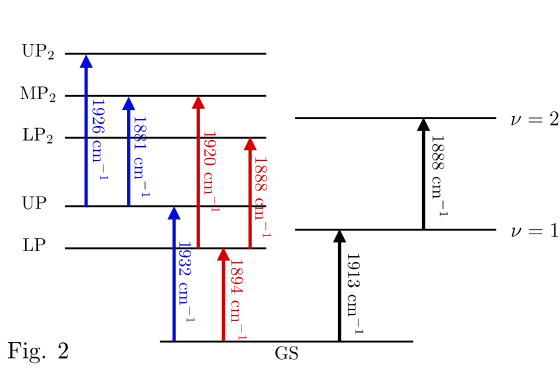 UP₂
MP₂
LP₂
UP
LP
1926 cm⁻¹
1881 cm⁻¹
1920 cm⁻¹
1888 cm⁻¹
1932 cm⁻¹
1894 cm⁻¹
ν = 2
1888 cm⁻¹
ν = 1
1913 cm⁻¹
GS
Fig. 2